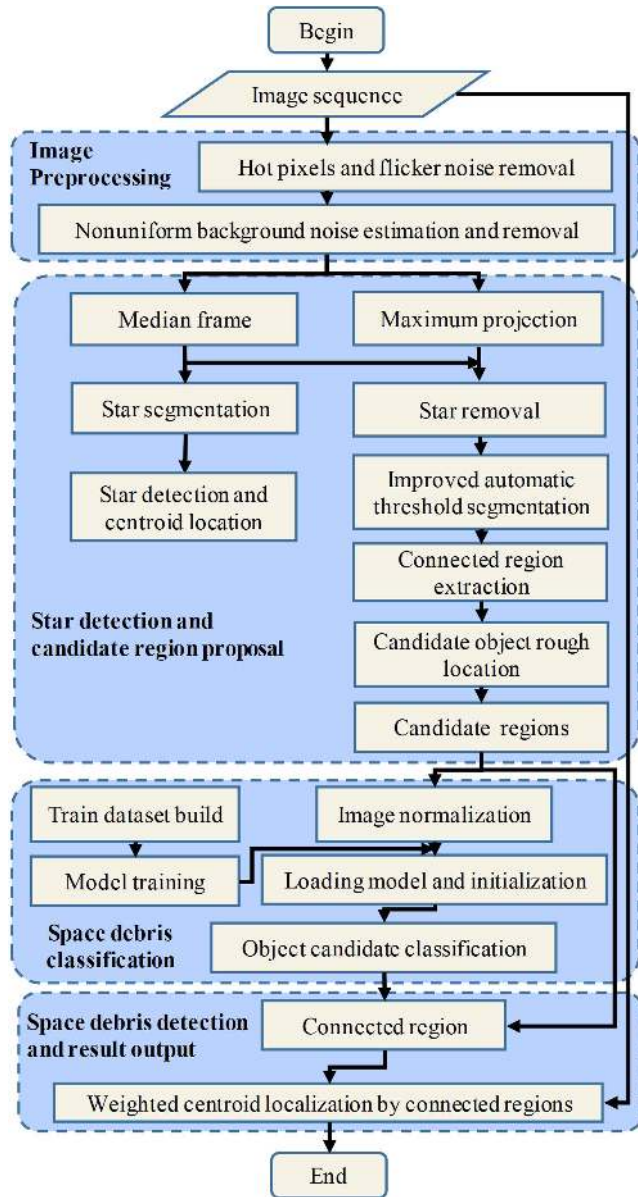 Begin
Image sequence
Image
Preprocessing
Hot pixels and flicker noise removal
Nonuniform background noise estimation and removal
Median frame
Maximum projection
Star segmentation
Star removal
Star detection and
centroid location
Improved automatic
threshold segmentation
Connected region
extraction
Star detection and
candidate region proposal
Candidate object rough
location
Candidate regions
Train dataset build
Image normalization
Model training
Loading model and initialization
Space debris
classification
Object candidate classification
Space debris detection
and result output
Connected region
Weighted centroid localization by connected regions
End